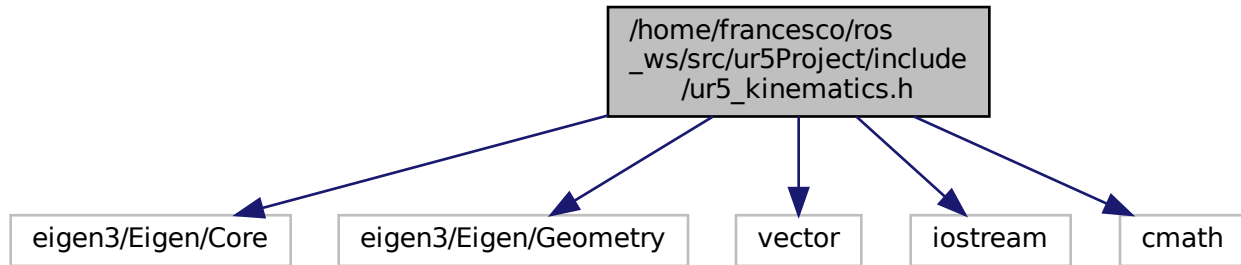 /home/francesco/ros
_ws/src/ur5Project/include
/ur5_kinematics.h
eigen3/Eigen/Core
eigen3/Eigen/Geometry
vector
iostream
cmath